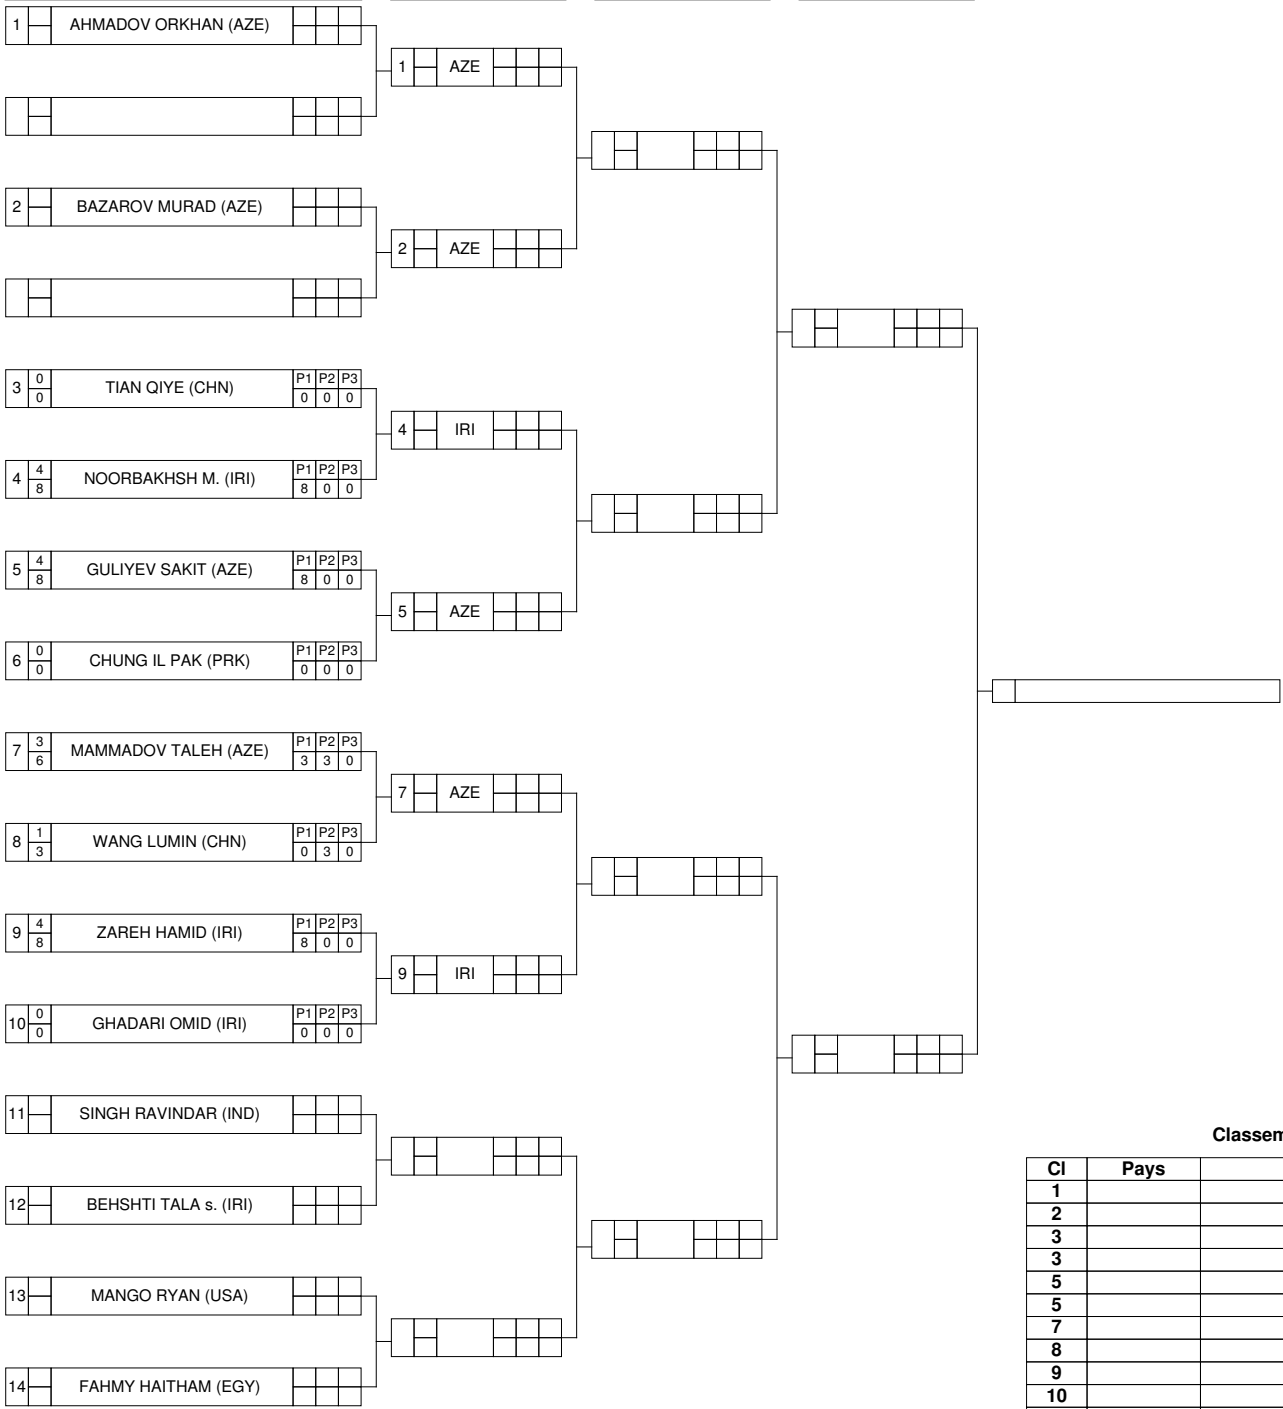 1 AHMADOV ORKHAN (AZE)
1 AZE
2 BAZAROV MURAD (AZE)
2 AZE
3 0 0 TIAN QIYE (CHN) P1 P2 P3 0 0 0
4 IRI
4 4 8 NOORBAKHSH M. (IRI) P1 P2 P3 8 0 0
5 4 8 GULIYEV SAKIT (AZE) P1 P2 P3 8 0 0
5 AZE
6 0 0 CHUNG IL PAK (PRK) P1 P2 P3 0 0 0
7 3 6 MAMMADOV TALEH (AZE) P1 P2 P3 3 3 0
7 AZE
8 1 3 WANG LUMIN (CHN) P1 P2 P3 0 3 0
9 4 8 ZAREH HAMID (IRI) P1 P2 P3 8 0 0
9 IRI
10 0 0 GHADARI OMID (IRI) P1 P2 P3 0 0 0
11 SINGH RAVINDAR (IND)
12 BEHSHTI TALA s. (IRI)
13 MANGO RYAN (USA)
14 FAHMY HAITHAM (EGY)
Classem
Cl Pays
1
2
3
3
5
5
7
8
9
10